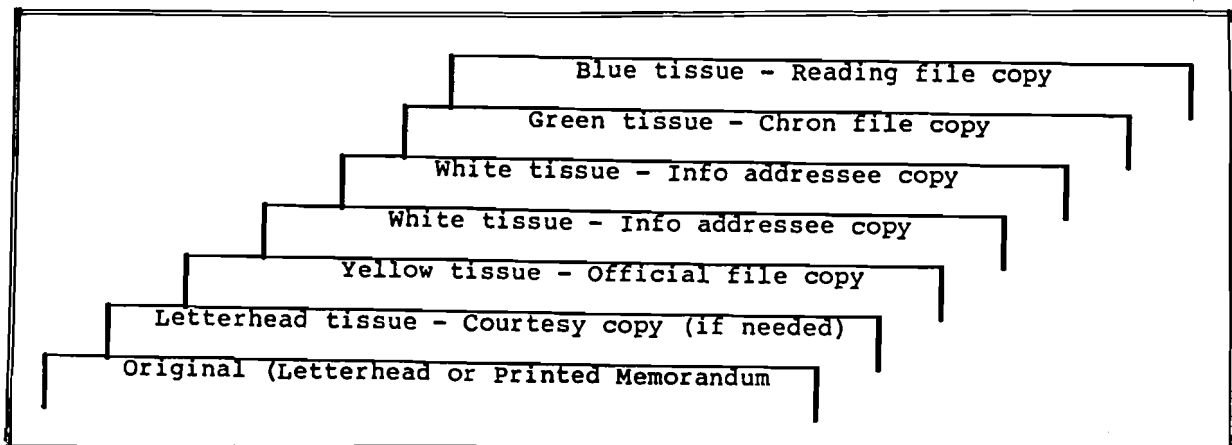 Blue tissue - Reading file copy
Green tissue - Chron file copy
White tissue - Info addressee copy
White tissue - Info addressee copy
Yellow tissue - Official file copy
Letterhead tissue - Courtesy copy (if needed)
Original (Letterhead or Printed Memorandum